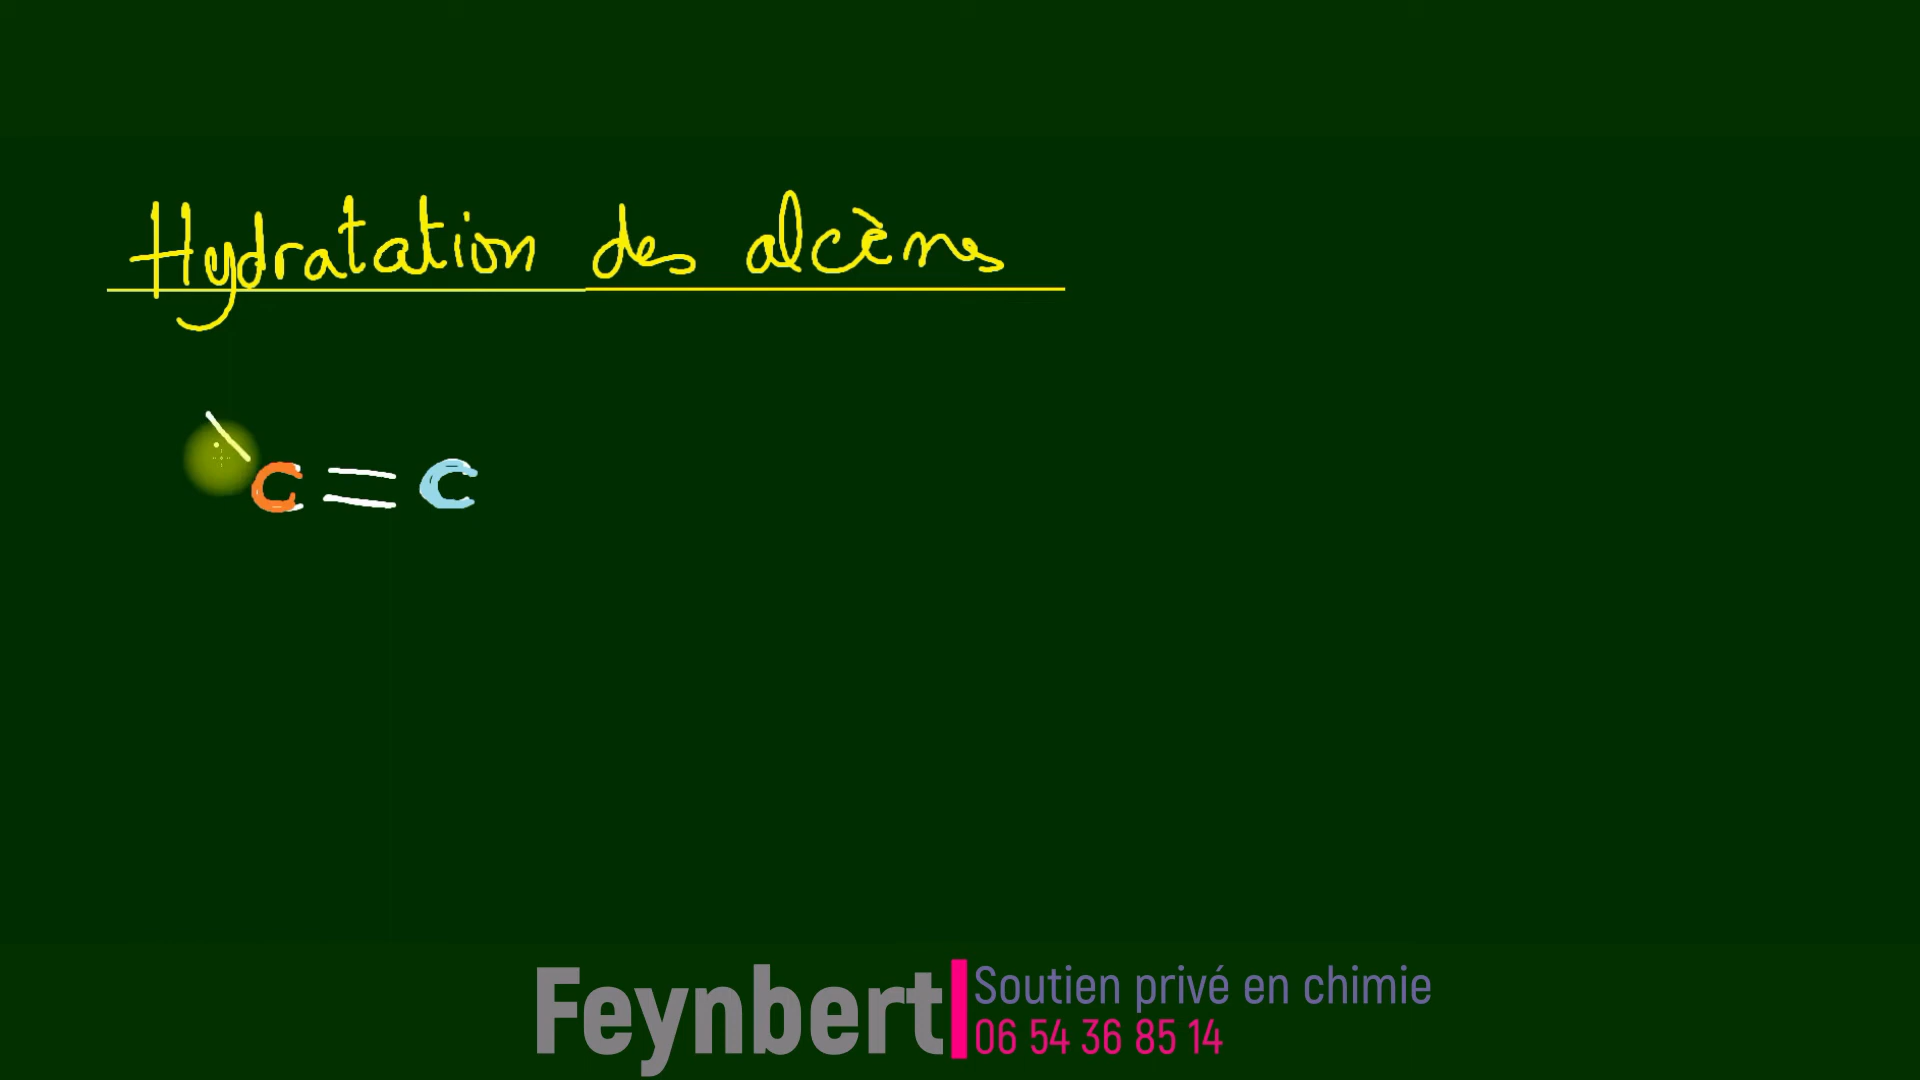 Hydratation des alcènes
C = C
Feynbert
Soutien privé en chimie
06 54 36 85 14